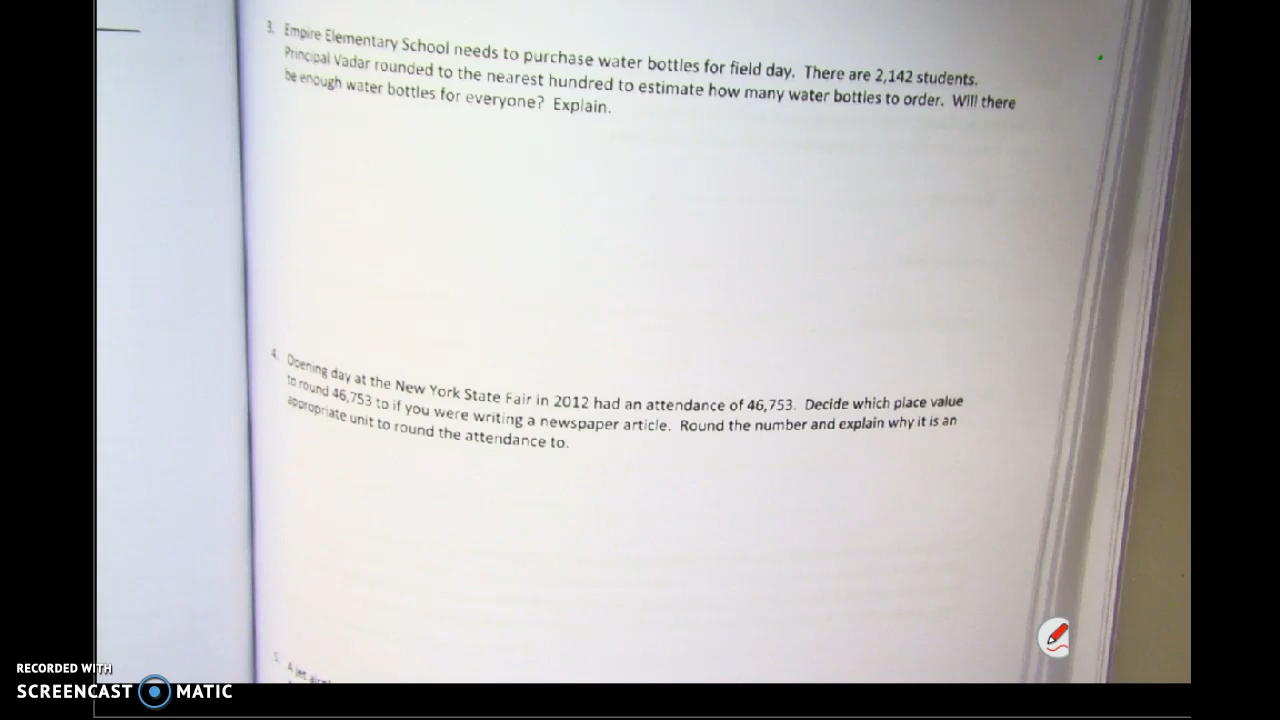 3. Empire Elementary School needs to purchase water bottles for field day. There are 2,142 students.
Principal Vadar rounded to the nearest hundred to estimate how many water bottles to order. Will there
be enough water bottles for everyone? Explain.
4. Opening day at the New York State Fair in 2012 had an attendance of 46,753. Decide which place value
to round 46,753 to if you were writing a newspaper article. Round the number and explain why it is an
appropriate unit to round the attendance to.
5. A jet
RECORDED WITH
SCREENCAST MATIC